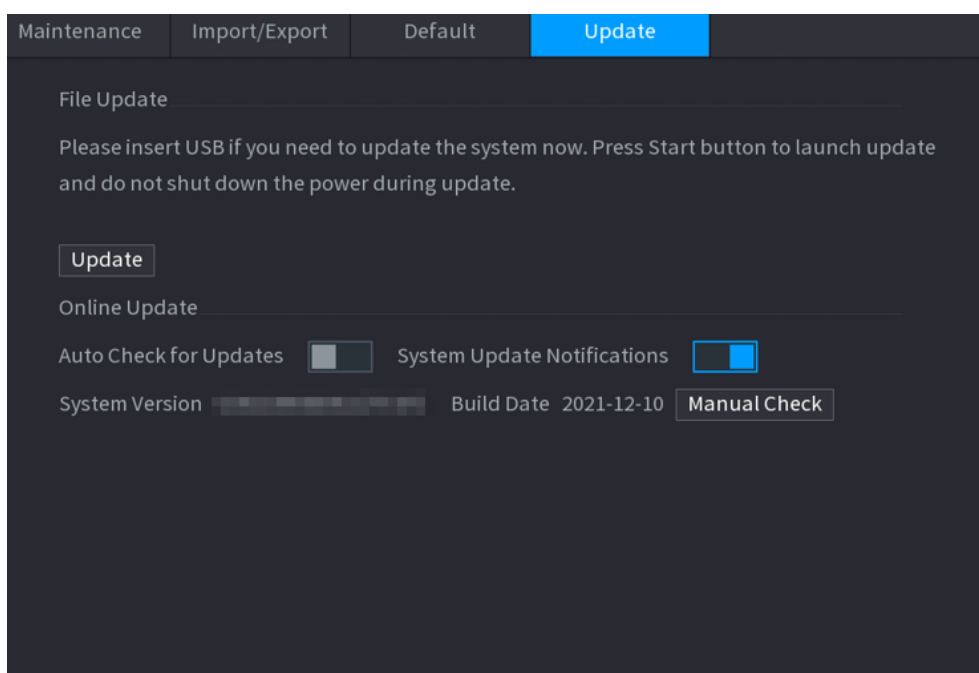 Maintenance Import/Export Default Update
File Update
Please insert USB if you need to update the system now. Press Start button to launch update
and do not shut down the power during update.
Update
Online Update
Auto Check for Updates System Update Notifications
System Version Build Date 2021-12-10 Manual Check